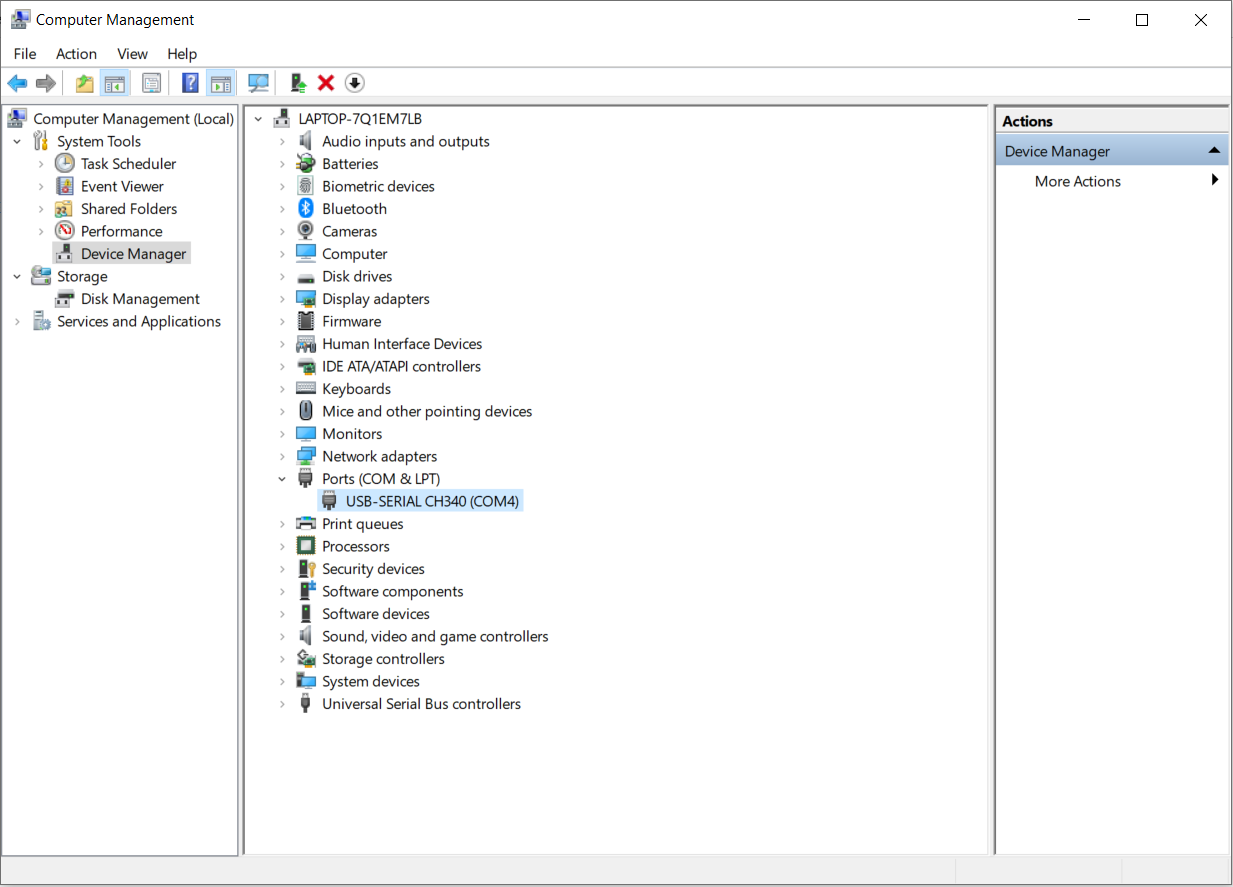 Computer Management
File Action View Help
Computer Management (Local)
System Tools
Task Scheduler
Event Viewer
Shared Folders
Performance
Device Manager
Storage
Disk Management
Services and Applications
LAPTOP-7Q1EM7LB
Audio inputs and outputs
Batteries
Biometric devices
Bluetooth
Cameras
Computer
Disk drives
Display adapters
Firmware
Human Interface Devices
IDE ATA/ATAPI controllers
Keyboards
Mice and other pointing devices
Monitors
Network adapters
Ports (COM & LPT)
USB-SERIAL CH340 (COM4)
Print queues
Processors
Security devices
Software components
Software devices
Sound, video and game controllers
Storage controllers
System devices
Universal Serial Bus controllers
Actions
Device Manager
More Actions